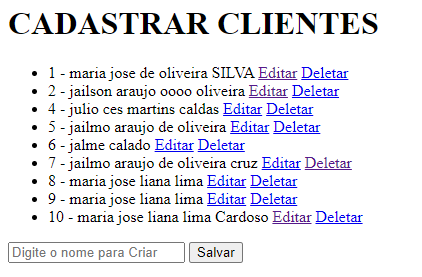 CADASTRAR CLIENTES
1 - maria jose de oliveira SILVA Editar Deletar
2 - jailson araujo oooo oliveira Editar Deletar
4 - julio ces martins caldas Editar Deletar
5 - jailmo araujo de oliveira Editar Deletar
6 - jalme calado Editar Deletar
7 - jailmo araujo de oliveira cruz Editar Deletar
8 - maria jose liana lima Editar Deletar
9 - maria jose liana lima Editar Deletar
10 - maria jose liana lima Cardoso Editar Deletar
Digite o nome para Criar Salvar